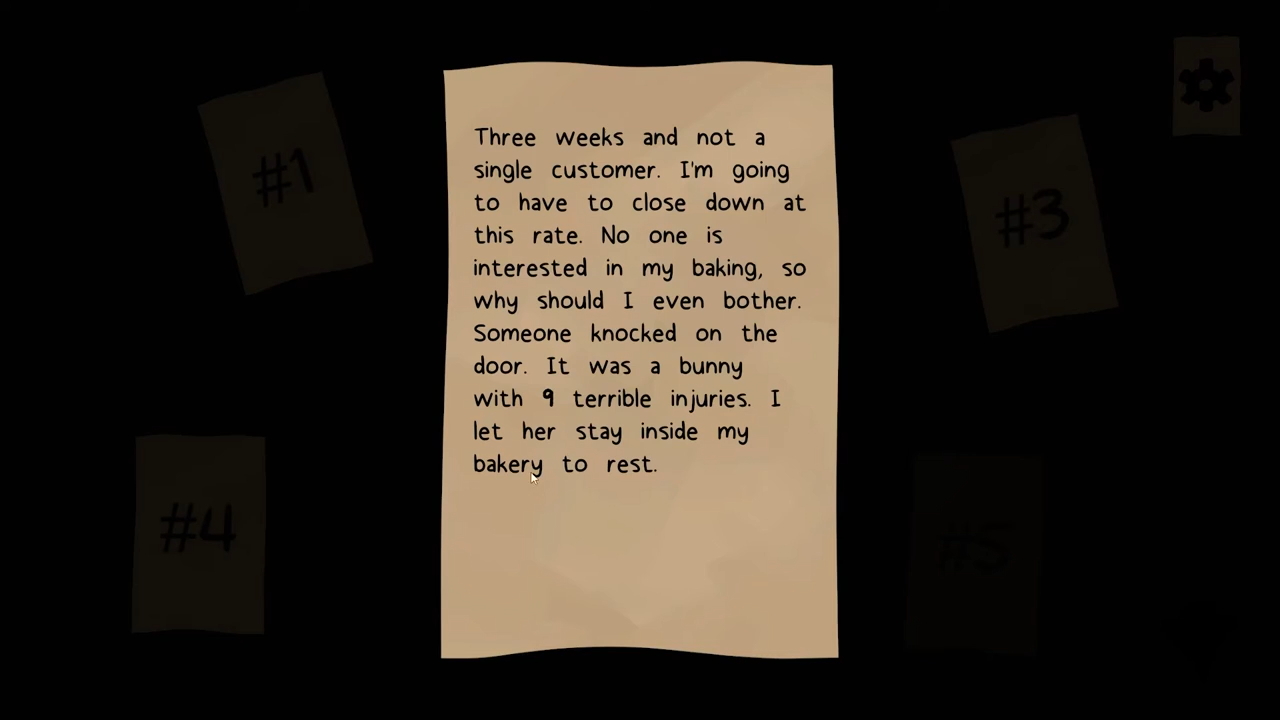 #1
Three weeks and not a
single customer. I'm going
to have to close down at
this rate. No one is
interested in my baking, so
why should I even bother.
Someone knocked on the
door. It was a bunny
with 9 terrible injuries. I
let her stay inside my
bakery to rest.
#3
#4
#5